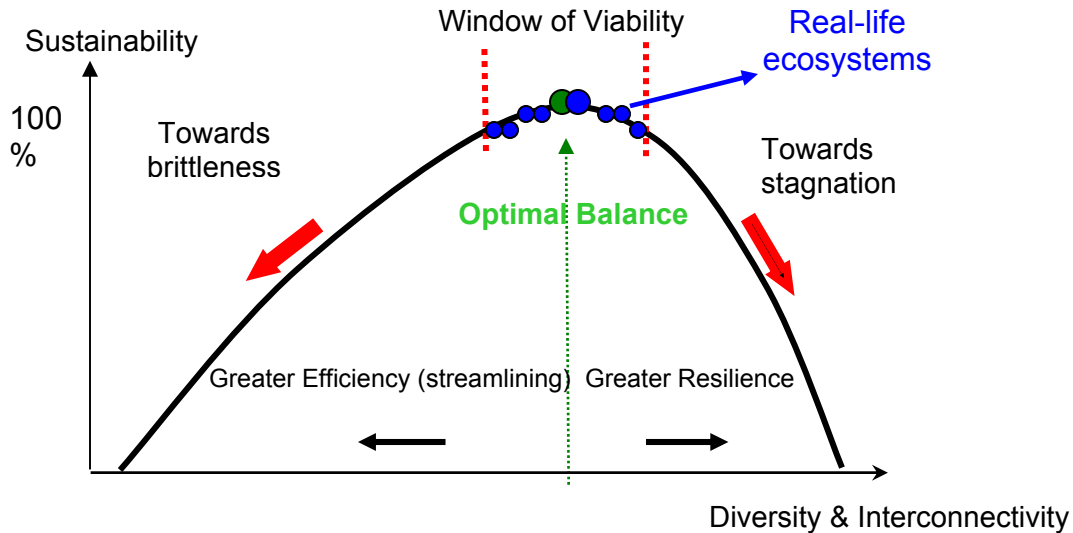 Window of Viability
Sustainability
Real-life
ecosystems
100
%
Towards
brittleness
Towards
stagnation
Optimal Balance
Greater Efficiency (streamlining)
Greater Resilience
Diversity & Interconnectivity